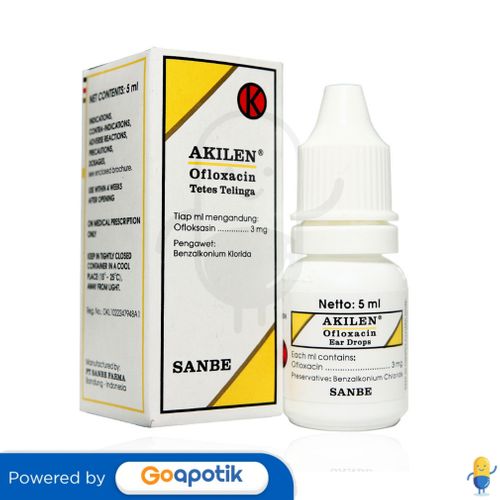 NET CONTENTS: 5 ml
INDICATIONS,
CONTRA-INDICATIONS,
ADVERSE REACTIONS,
PRECAUTIONS,
DOSAGES,
see enclosed brochure.
USE WITHIN 4 WEEKS
AFTER OPENING
ON MEDICAL PRESCRIPTION
ONLY
KEEP IN TIGHTLY CLOSED
CONTAINER IN A COOL
PLACE (15° - 25°C),
AWAY FROM LIGHT.
Manufactured by:
PT SANBE FARMA
Bandung - Indonesia
K
AKILEN®
Ofloxacin
Tetes Telinga
Tiap ml mengandung:
Ofloksasin .............. 3 mg
Pengawet:
Benzalkonium Klorida
SANBE
Netto: 5 ml
AKILEN®
Ofloxacin
Ear Drops
Each ml contains:
Ofloxacin ................ 3 mg
Preservative: Benzalkonium Chloride
SANBE
Powered by Goapotik